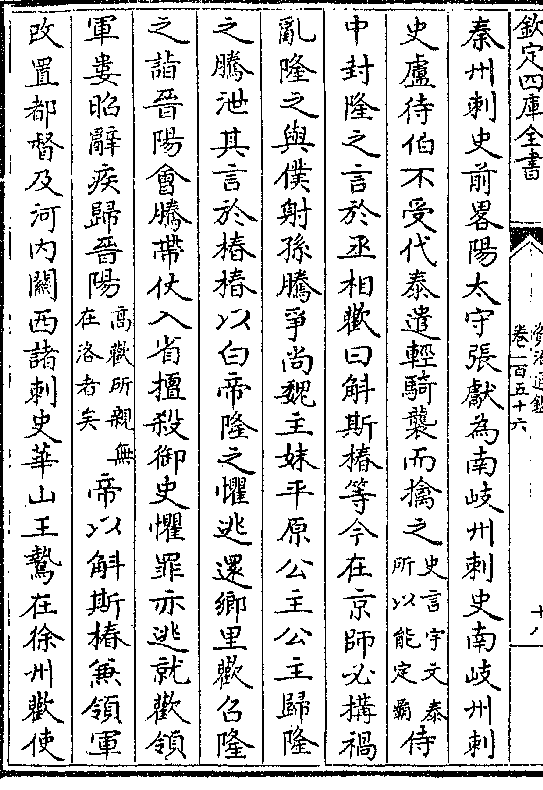 欽定四庫全書
資治通鑑
卷一百五十六
十八
秦州刺史前畧陽太守張獻為南岐州刺史南岐州刺
史盧待伯不受代泰遣輕騎襲而擒之
史言宇文泰
所以能定霸
侍
中封隆之言於丞相歡曰斛斯椿等今在京師必搆禍
亂隆之與僕射孫騰爭尚魏主妹平原公主公主歸隆
之騰泄其言於椿椿以白帝隆之懼逃還鄉里歡召隆
之詣晉陽會騰帶仗入省擅殺御史懼罪亦逃就歡領
軍婁昭辭疾歸晉陽
高歡所親無
在洛者矣
帝以斛斯椿兼領軍
改置都督及河内關西諸刺史華山王鷙在徐州歡使